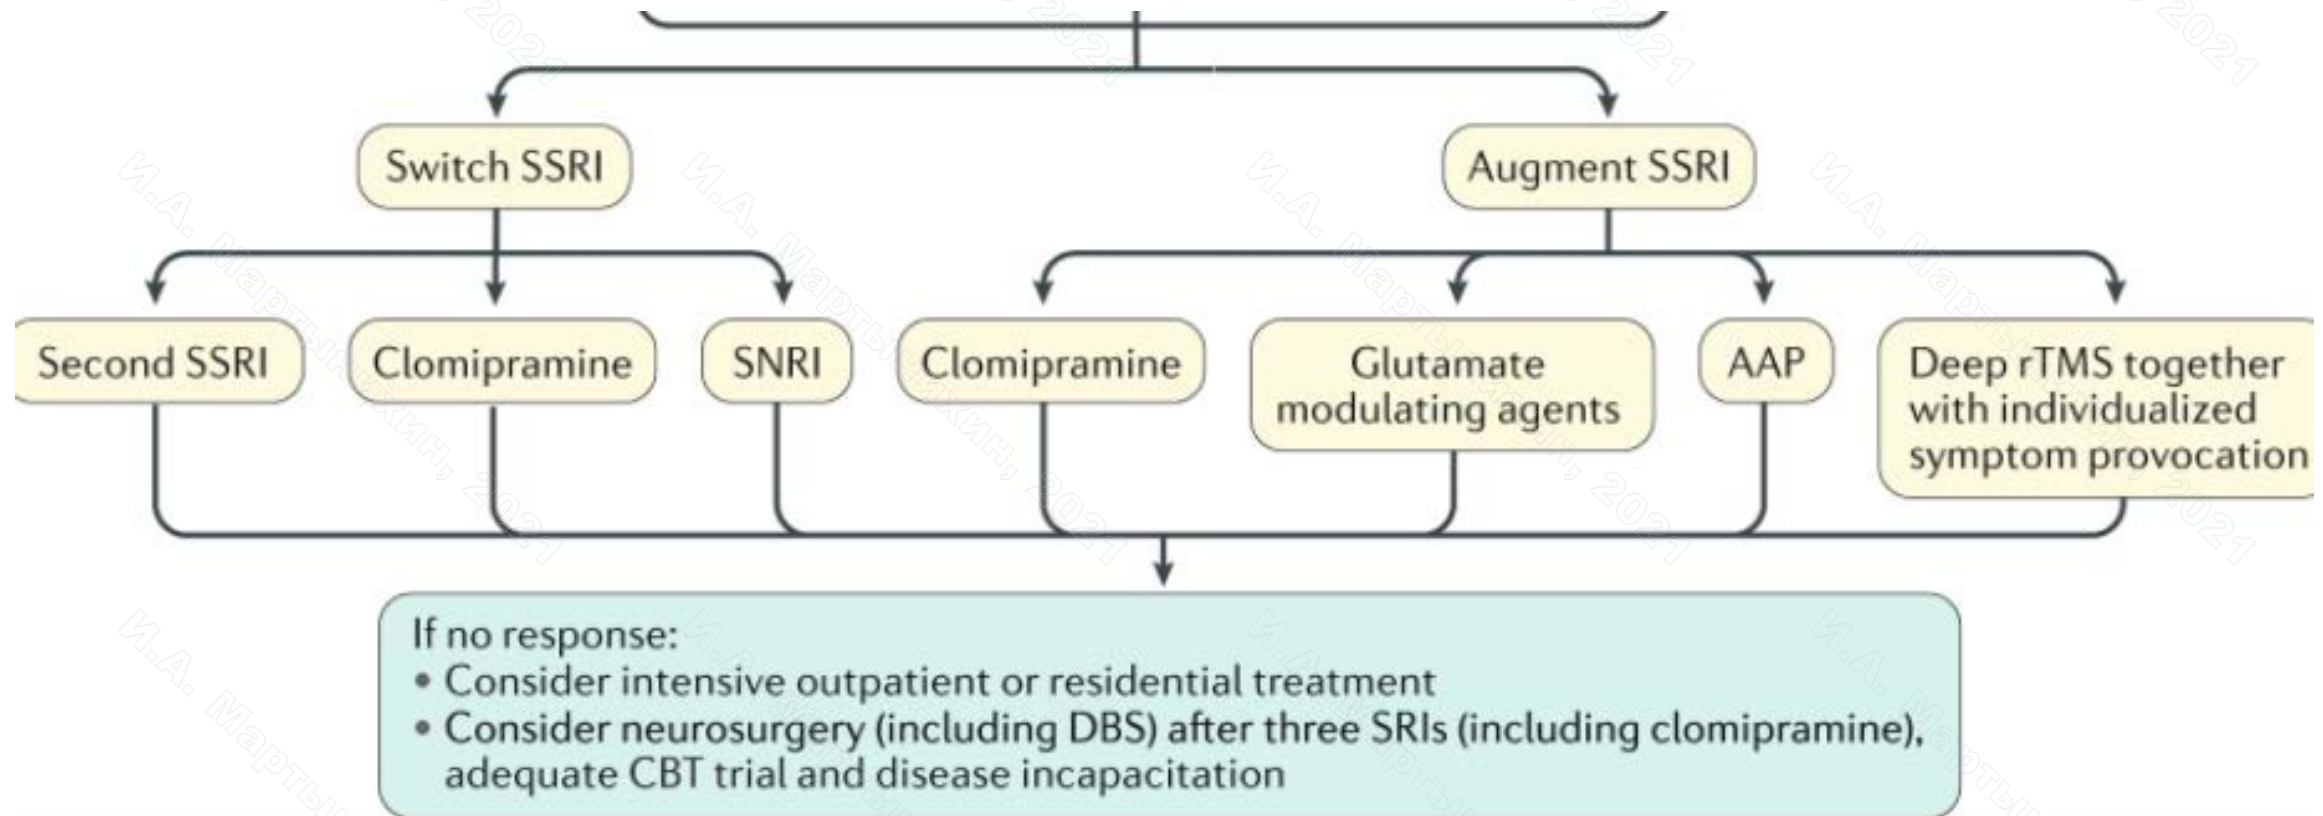 Switch SSRI
Augment SSRI
Second SSRI
Clomipramine
SNRI
Clomipramine
Glutamate
modulating agents
AAP
Deep rTMS together
with individualized
symptom provocation
If no response:
• Consider intensive outpatient or residential treatment
• Consider neurosurgery (including DBS) after three SRIs (including clomipramine),
adequate CBT trial and disease incapacitation
И.А. Мартынихин, 2021